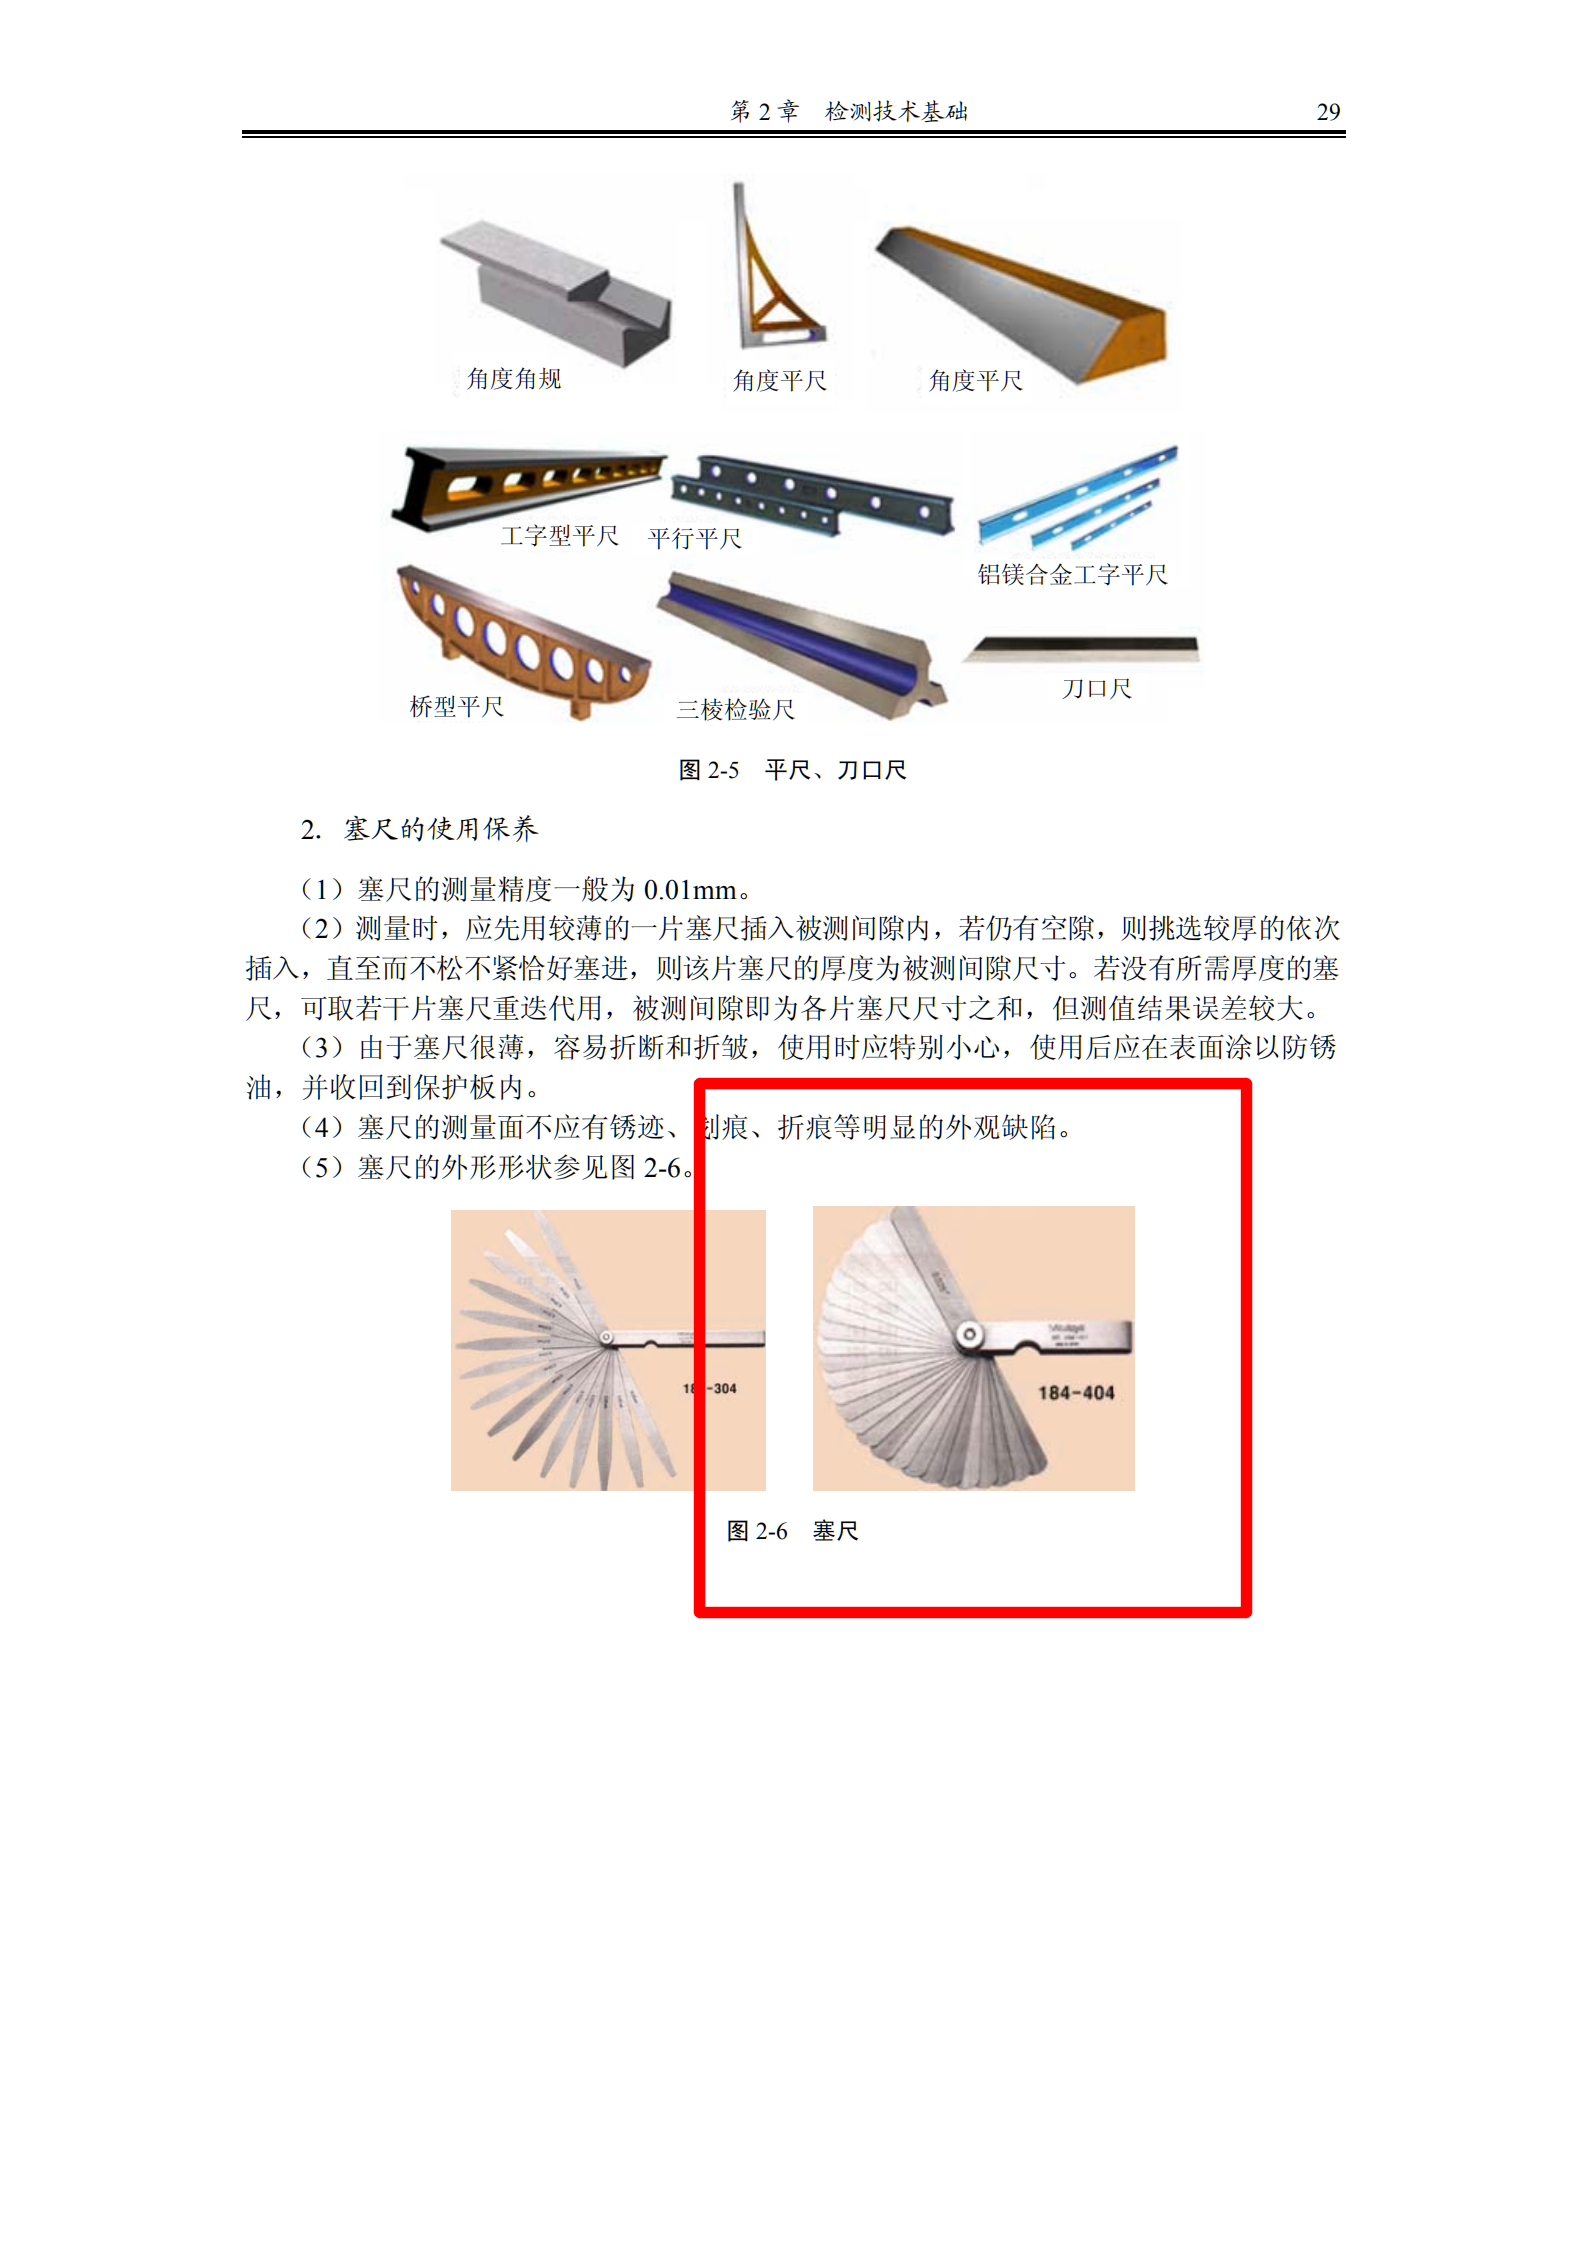 第 2 章 检测技术基础 29
角度角规 角度平尺 角度平尺
工字型平尺 平行平尺
铝镁合金工字平尺
桥型平尺 三棱检验尺 刀口尺
图 2-5 平尺、刀口尺
2. 塞尺的使用保养
（1）塞尺的测量精度一般为 0.01mm。
（2）测量时，应先用较薄的一片塞尺插入被测间隙内，若仍有空隙，则挑选较厚的依次
插入，直至而不松不紧恰好塞进，则该片塞尺的厚度为被测间隙尺寸。若没有所需厚度的塞
尺，可取若干片塞尺重迭代用，被测间隙即为各片塞尺尺寸之和，但测值结果误差较大。
（3）由于塞尺很薄，容易折断和折皱，使用时应特别小心，使用后应在表面涂以防锈
油，并收回到保护板内。
（4）塞尺的测量面不应有锈迹、划痕、折痕等明显的外观缺陷。
（5）塞尺的外形形状参见图 2-6。
184-304 184-404
图 2-6 塞尺